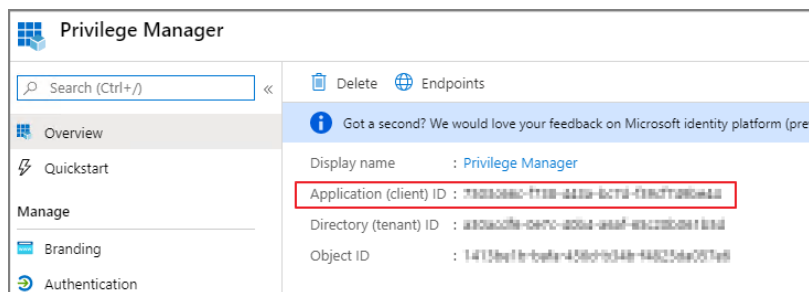 Privilege Manager
Search (Ctrl+/)
«
Delete
Endpoints
Got a second? We would love your feedback on Microsoft identity platform (pre
Overview
Quickstart
Manage
Branding
Authentication
Display name : Privilege Manager
Application (client) ID :
Directory (tenant) ID :
Object ID :